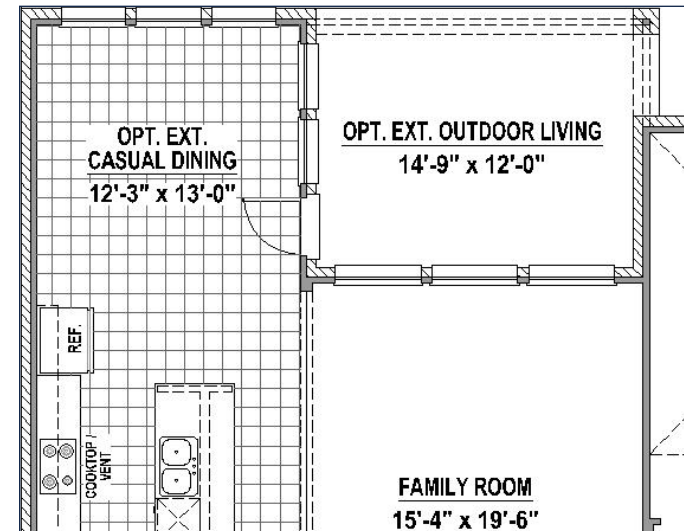 OPT. EXT.
CASUAL DINING
12'-3" x 13'-0"
OPT. EXT. OUTDOOR LIVING
14'-9" x 12'-0"
REF.
COOKTOP /
VENT
FAMILY ROOM
15'-4" x 19'-6"